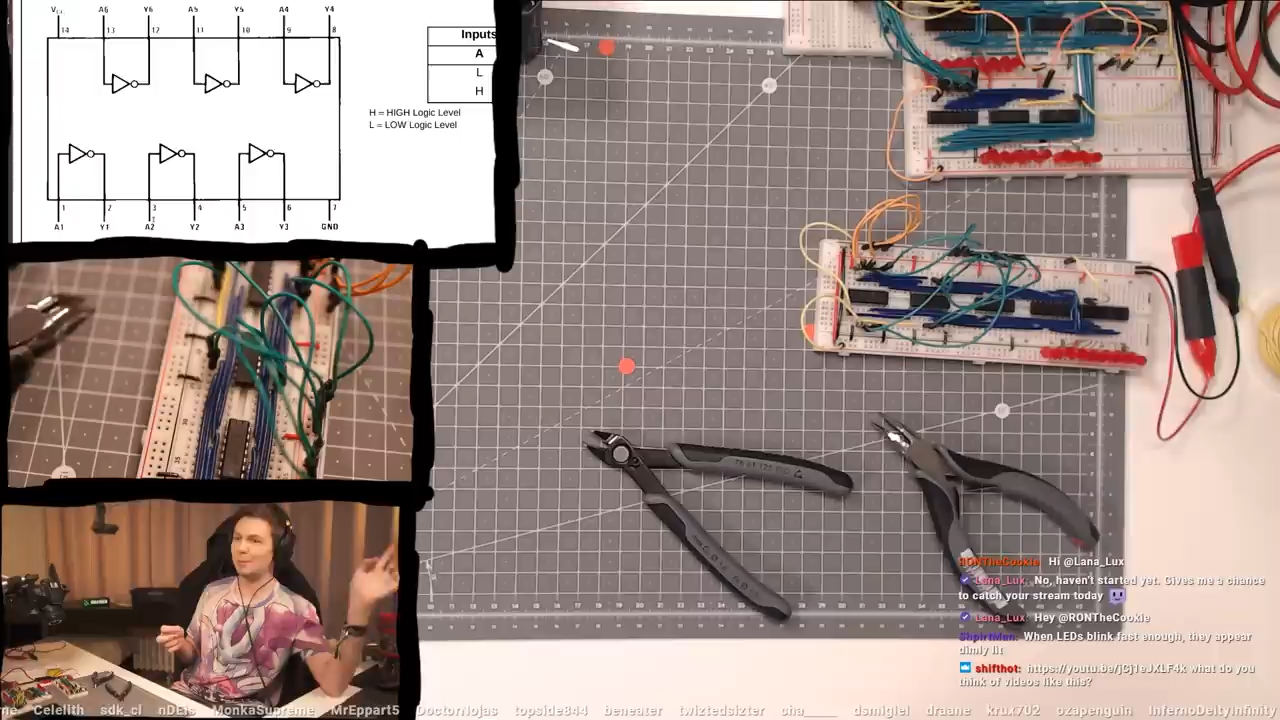 Vcc A6 Y6 A5 Y5 A4 Y4
14 13 12 11 10 9 8
Inputs
A
L
H
H = HIGH Logic Level
L = LOW Logic Level
1 2 3 4 5 6 7
A1 Y1 A2 Y2 A3 Y3 GND
RONTheCookie Hi @Lana_Lux
Lana_Lux: No, haven't started yet. Gives me a chance
to catch your stream today
Lana_Lux: Hey @RONTheCookie
ShpirtMan: When LEDs blink fast enough, they appear
dimly lit
shifthot: https://youtu.be/jCj1eJXLF4k what do you
think of videos like this?
me Celelith sdk_cl nDEis MonkaSupreme MrEppart5 DoctorNojas topside844 beneater twiztedsizter cha____ dsmigiel draane krux702 ozapenguin InfernoDeityInfinity